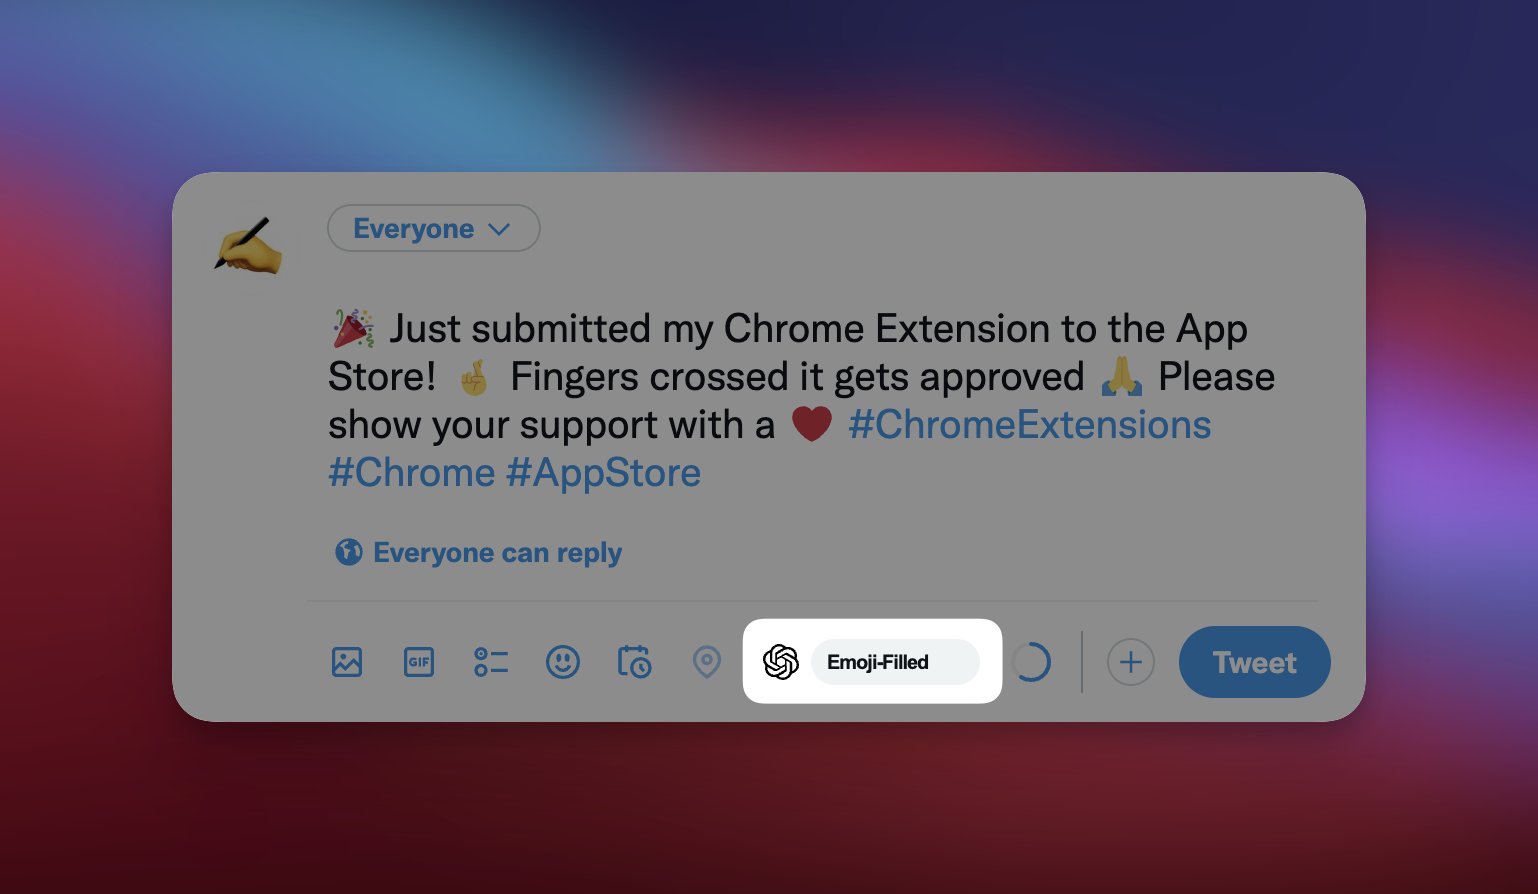 Everyone
🎉 Just submitted my Chrome Extension to the App
Store! 🤞 Fingers crossed it gets approved 🙏 Please
show your support with a ❤️ #ChromeExtensions
#Chrome #AppStore
Everyone can reply
GIF
Emoji-Filled
Tweet